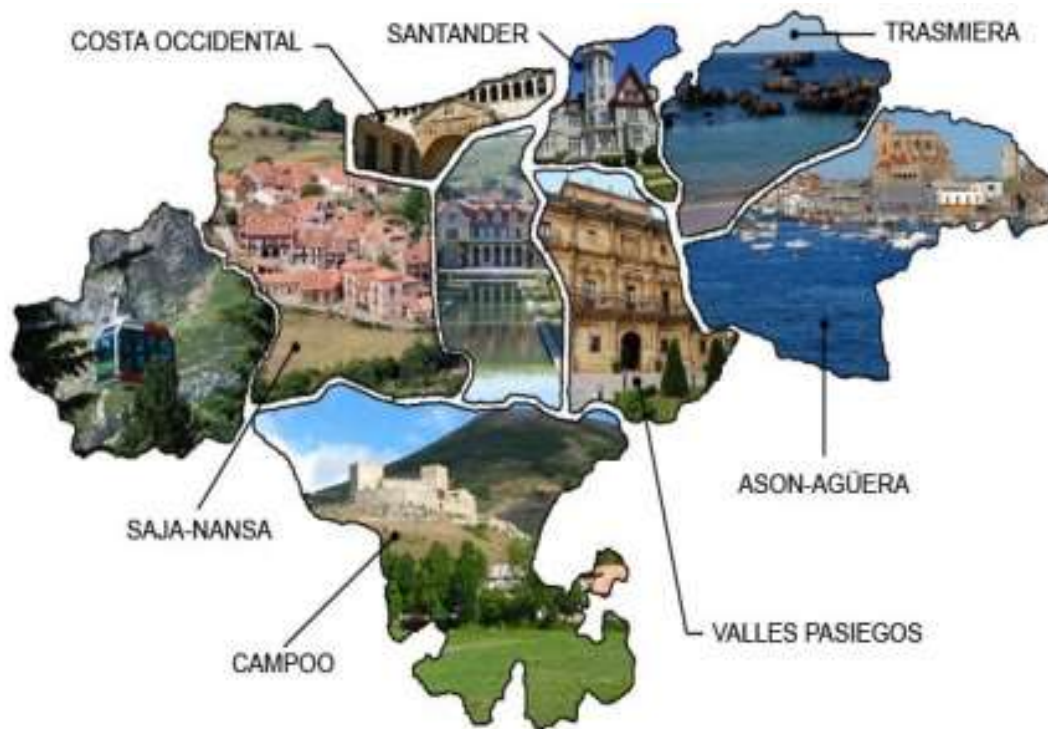 COSTA OCCIDENTAL
SANTANDER
TRASMIERA
ASON-AGÜERA
SAJA-NANSA
VALLES PASIEGOS
CAMPOO